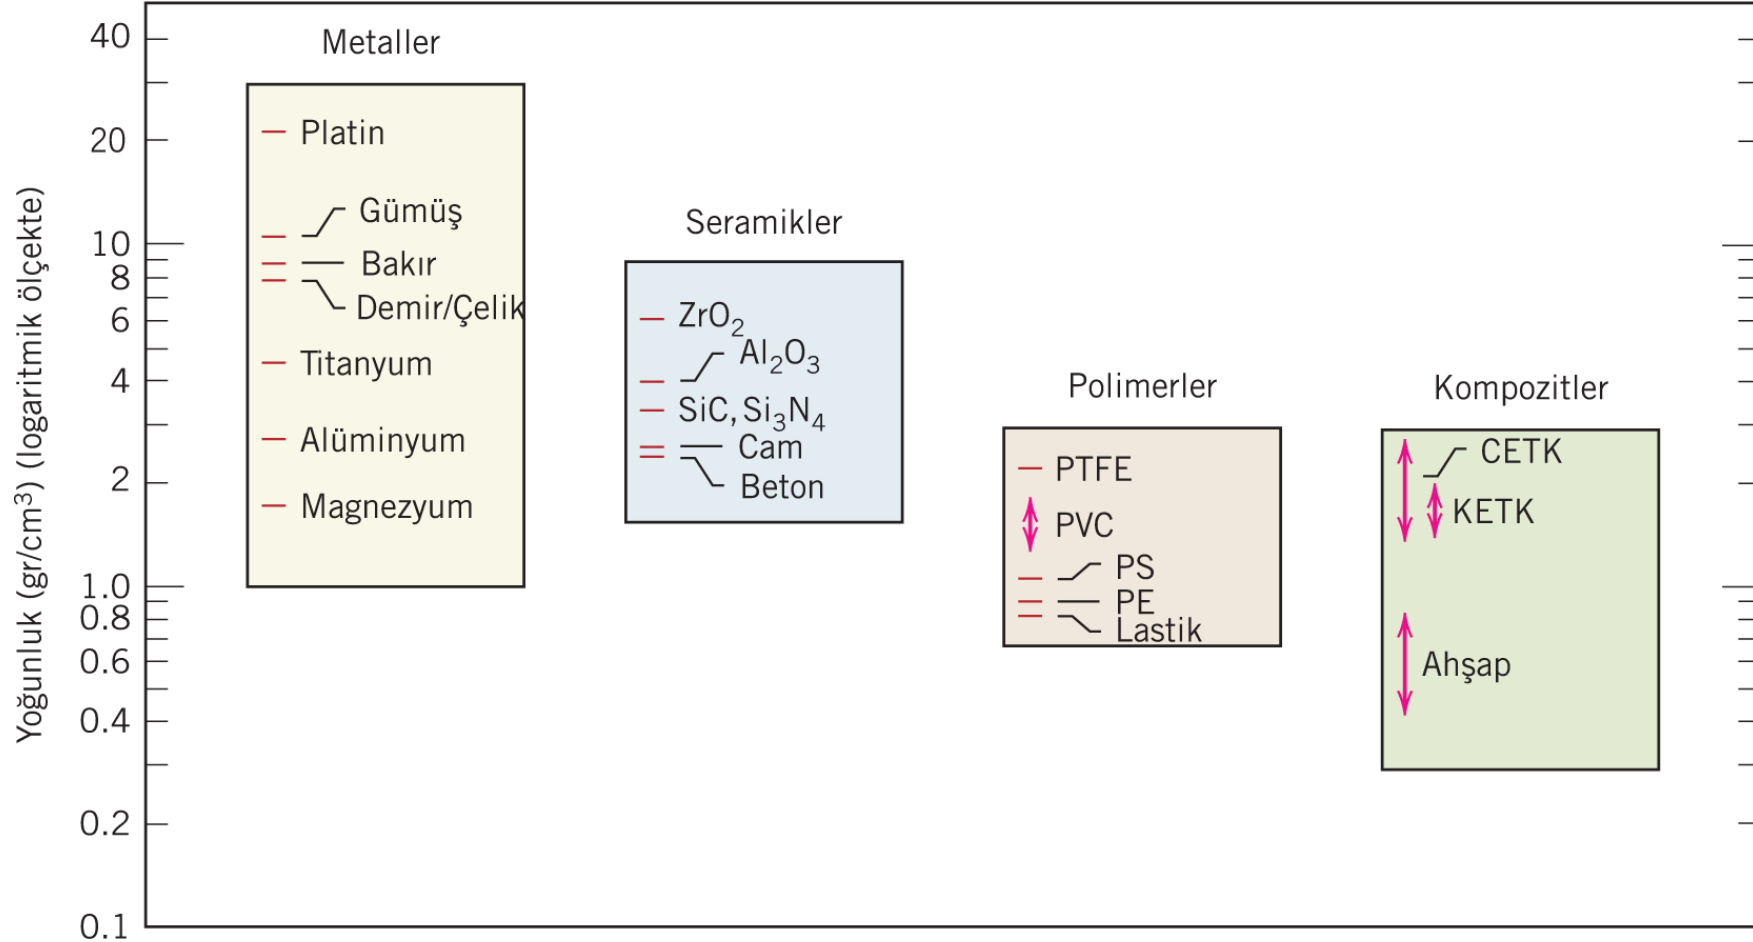 Yoğunluk (gr/cm³) (logaritmik ölçekte)
40
20
10
8
6
4
2
1.0
0.8
0.6
0.4
0.2
0.1
Metaller
Platin
Gümüş
Bakır
Demir/Çelik
Titanyum
Alüminyum
Magnezyum
Seramikler
ZrO₂
Al₂O₃
SiC, Si₃N₄
Cam
Beton
Polimerler
PTFE
PVC
PS
PE
Lastik
Kompozitler
CETK
KETK
Ahşap